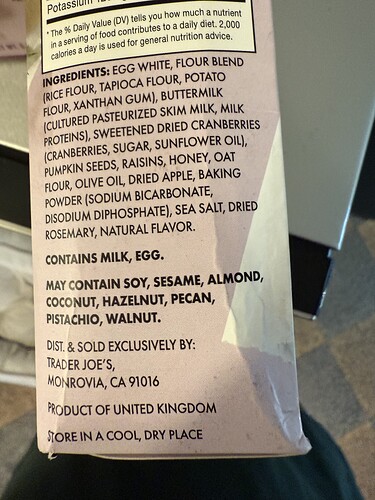 Potassium
* The % Daily Value (DV) tells you how much a nutrient
in a serving of food contributes to a daily diet. 2,000
calories a day is used for general nutrition advice.
INGREDIENTS: EGG WHITE, FLOUR BLEND
(RICE FLOUR, TAPIOCA FLOUR, POTATO
FLOUR, XANTHAN GUM), BUTTERMILK
(CULTURED PASTEURIZED SKIM MILK, MILK
PROTEINS), SWEETENED DRIED CRANBERRIES
(CRANBERRIES, SUGAR, SUNFLOWER OIL),
PUMPKIN SEEDS, RAISINS, HONEY, OAT
FLOUR, OLIVE OIL, DRIED APPLE, BAKING
POWDER (SODIUM BICARBONATE,
DISODIUM DIPHOSPHATE), SEA SALT, DRIED
ROSEMARY, NATURAL FLAVOR.
CONTAINS MILK, EGG.
MAY CONTAIN SOY, SESAME, ALMOND,
COCONUT, HAZELNUT, PECAN,
PISTACHIO, WALNUT.
DIST. & SOLD EXCLUSIVELY BY:
TRADER JOE'S,
MONROVIA, CA 91016
PRODUCT OF UNITED KINGDOM
STORE IN A COOL, DRY PLACE